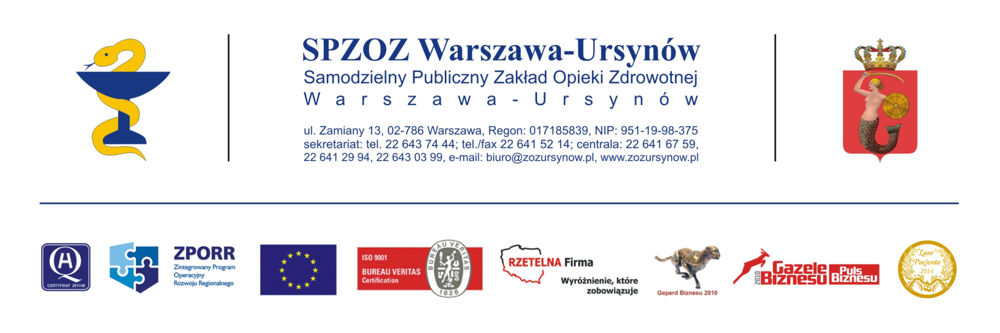 SPZOZ Warszawa-Ursynów
Samodzielny Publiczny Zakład Opieki Zdrowotnej
Warszawa-Ursynów
ul. Zamiany 13, 02-786 Warszawa, Regon: 017185839, NIP: 951-19-98-375
sekretariat: tel. 22 643 74 44; tel./fax 22 641 52 14; centrala: 22 641 67 59,
22 641 29 94, 22 643 03 99, e-mail: biuro@zozursynow.pl, www.zozursynow.pl
QH
CERTYFIKAT 2011/48
ZPORR
Zintegrowany Program
Operacyjny
Rozwoju Regionalnego
ISO 9001
BUREAU VERITAS
Certification
BUREAU VERITAS
1828
RZETELNA Firma
Wyróżnienie, które
zobowiązuje
Gepard Biznesu 2010
2010
Gazele
Biznesu
Puls
Biznesu
Laur
Pacjenta
2014